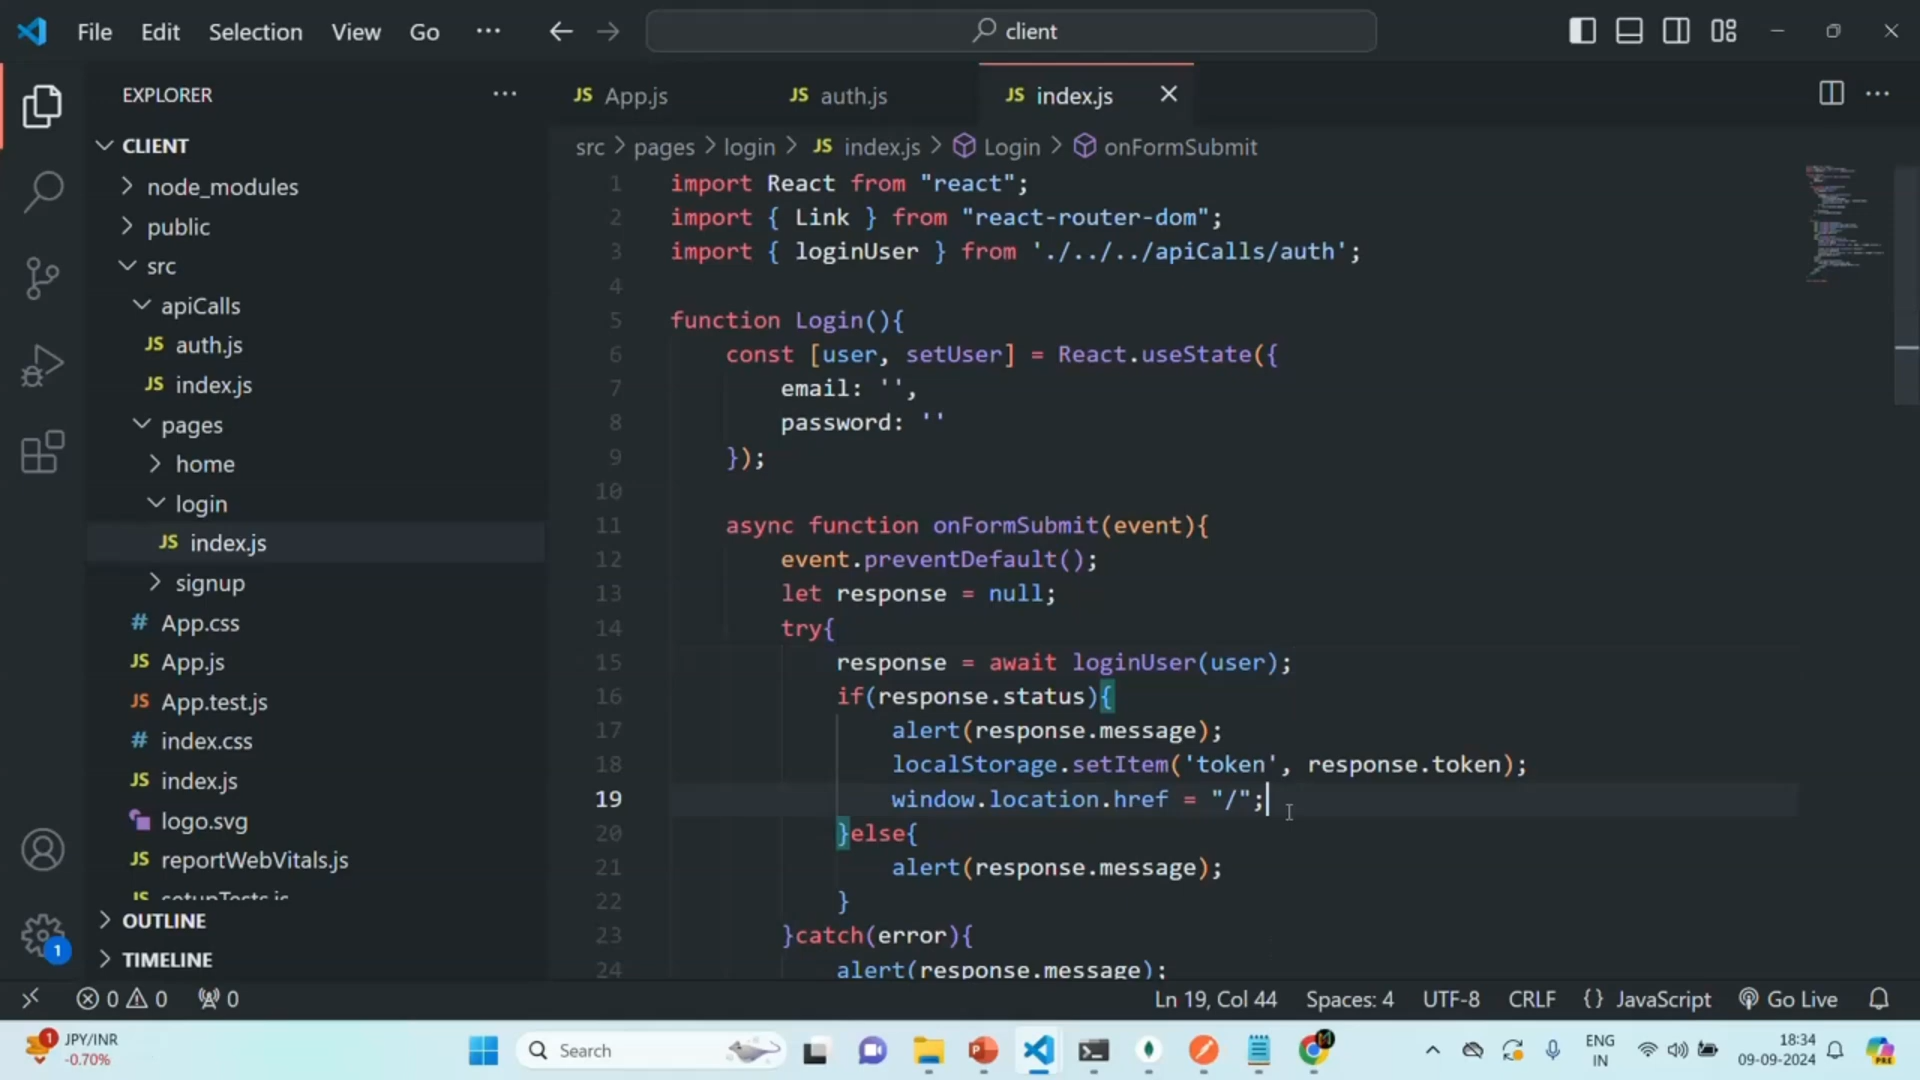 File Edit Selection View Go ··· client
EXPLORER ···
CLIENT
node_modules
public
src
apiCalls
JS auth.js
JS index.js
pages
home
login
JS index.js
signup
# App.css
JS App.js
JS App.test.js
# index.css
JS index.js
logo.svg
JS reportWebVitals.js
JS setupTests.js
OUTLINE
TIMELINE
JS App.js JS auth.js JS index.js
src > pages > login > JS index.js > Login > onFormSubmit
1 import React from "react";
2 import { Link } from "react-router-dom";
3 import { loginUser } from './../../apiCalls/auth';
4
5 function Login(){
6 const [user, setUser] = React.useState({
7 email: '',
8 password: ''
9 });
10
11 async function onFormSubmit(event){
12 event.preventDefault();
13 let response = null;
14 try{
15 response = await loginUser(user);
16 if(response.status){
17 alert(response.message);
18 localStorage.setItem('token', response.token);
19 window.location.href = "/";
20 }else{
21 alert(response.message);
22 }
23 }catch(error){
24 alert(response.message);
1
0 0 0 Ln 19, Col 44 Spaces: 4 UTF-8 CRLF {} JavaScript Go Live
1 JPY/INR
-0.70%
Search
ENG
IN
18:34
09-09-2024
PRE